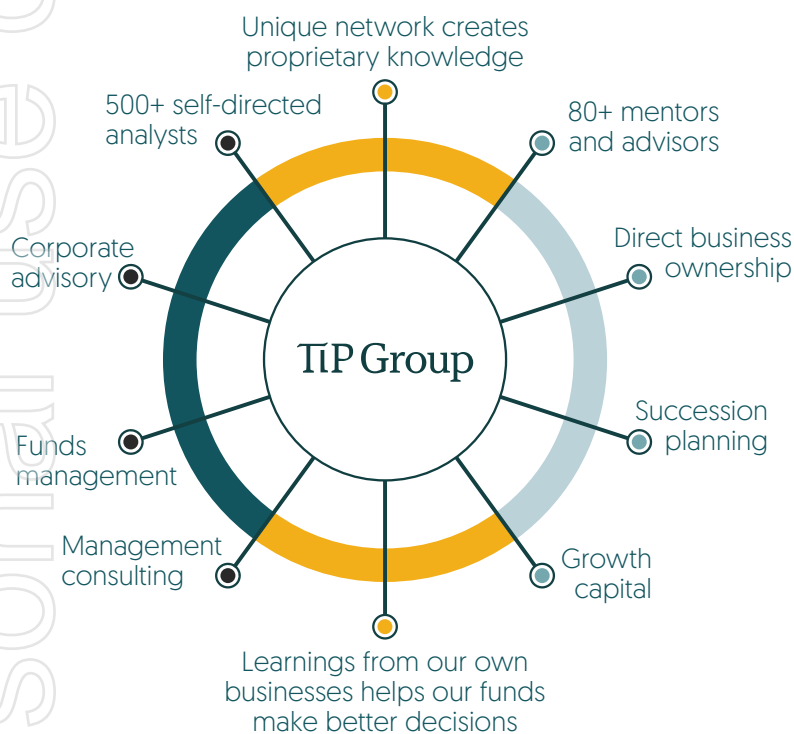 Unique network creates
proprietary knowledge
500+ self-directed
analysts
80+ mentors
and advisors
Corporate
advisory
Direct business
ownership
TiP Group
Funds
management
Succession
planning
Management
consulting
Growth
capital
Learnings from our own
businesses helps our funds
make better decisions
sonal use o